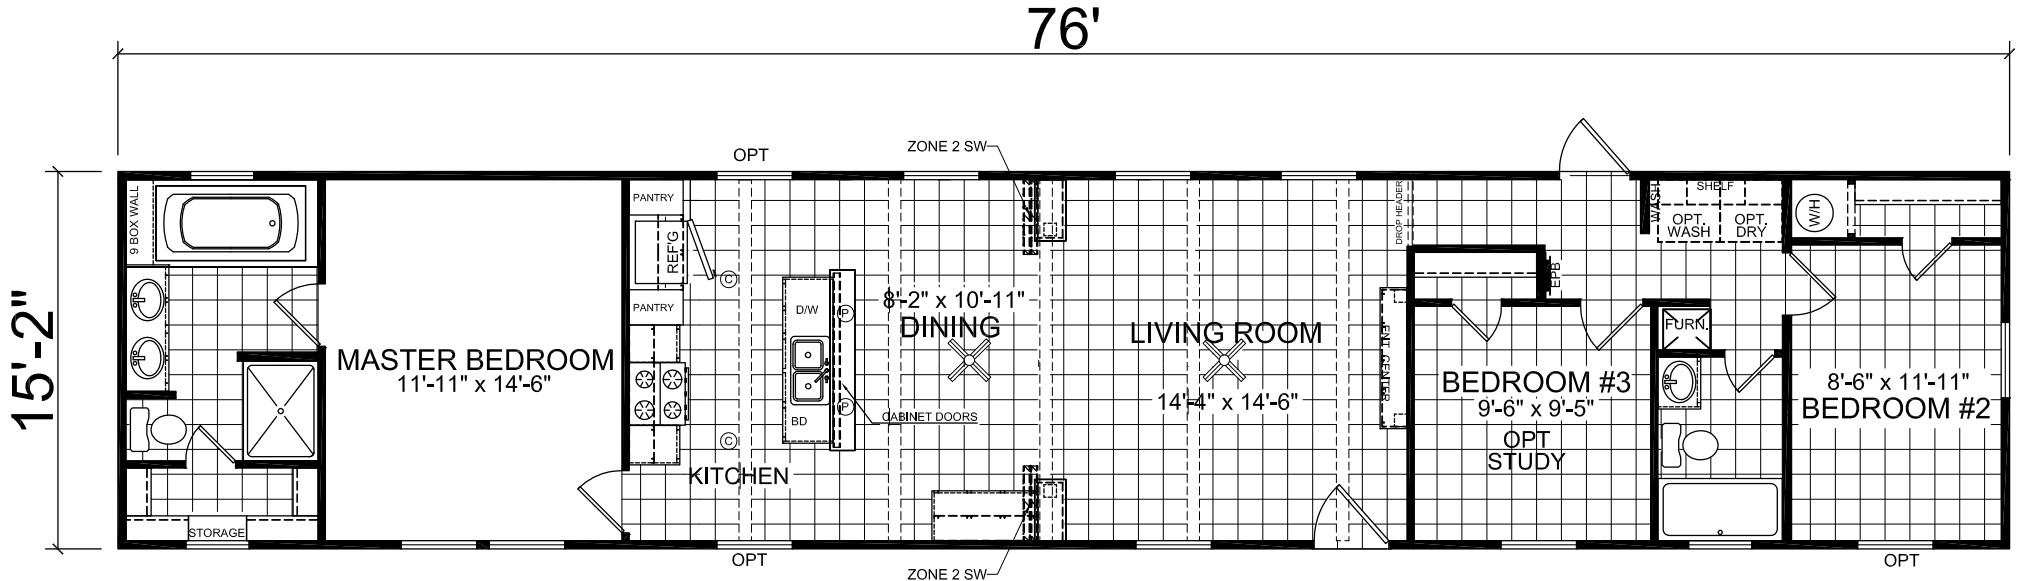 76'
15'-2"
OPT
ZONE 2 SW
9 BOX WALL
PANTRY
REF'G
PANTRY
C
C
MASTER BEDROOM
11'-11" x 14'-6"
STORAGE
KITCHEN
D/W
BD
P
P
8'-2" x 10'-11"
DINING
CABINET DOORS
LIVING ROOM
14'-4" x 14'-6"
DROP HEADER
ENT. CENTER
EPB
WASH
SHELF
OPT.
WASH
OPT.
DRY
W/H
FURN.
BEDROOM #3
9'-6" x 9'-5"
OPT
STUDY
8'-6" x 11'-11"
BEDROOM #2
OPT
ZONE 2 SW
OPT